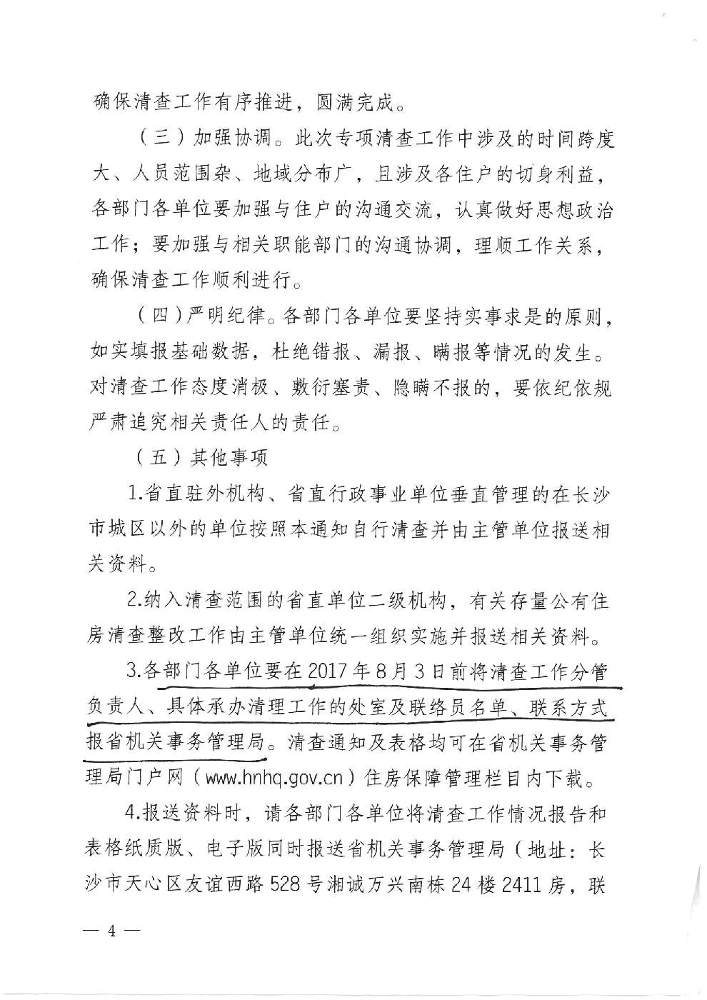 确保清查工作有序推进，圆满完成。
（三）加强协调。此次专项清查工作中涉及的时间跨度
大、人员范围杂、地域分布广，且涉及各住户的切身利益，
各部门各单位要加强与住户的沟通交流，认真做好思想政治
工作；要加强与相关职能部门的沟通协调，理顺工作关系，
确保清查工作顺利进行。
（四）严明纪律。各部门各单位要坚持实事求是的原则，
如实填报基础数据，杜绝错报、漏报、瞒报等情况的发生。
对清查工作态度消极、敷衍塞责、隐瞒不报的，要依纪依规
严肃追究相关责任人的责任。
（五）其他事项
1.省直驻外机构、省直行政事业单位垂直管理的在长沙
市城区以外的单位按照本通知自行清查并由主管单位报送相
关资料。
2.纳入清查范围的省直单位二级机构，有关存量公有住
房清查整改工作由主管单位统一组织实施并报送相关资料。
3.各部门各单位要在2017年8月3日前将清查工作分管
负责人、具体承办清理工作的处室及联络员名单、联系方式
报省机关事务管理局。清查通知及表格均可在省机关事务管
理局门户网（www.hnhq.gov.cn）住房保障管理栏目内下载。
4.报送资料时，请各部门各单位将清查工作情况报告和
表格纸质版、电子版同时报送省机关事务管理局（地址：长
沙市天心区友谊西路528号湘诚万兴南栋24楼2411房，联
— 4 —